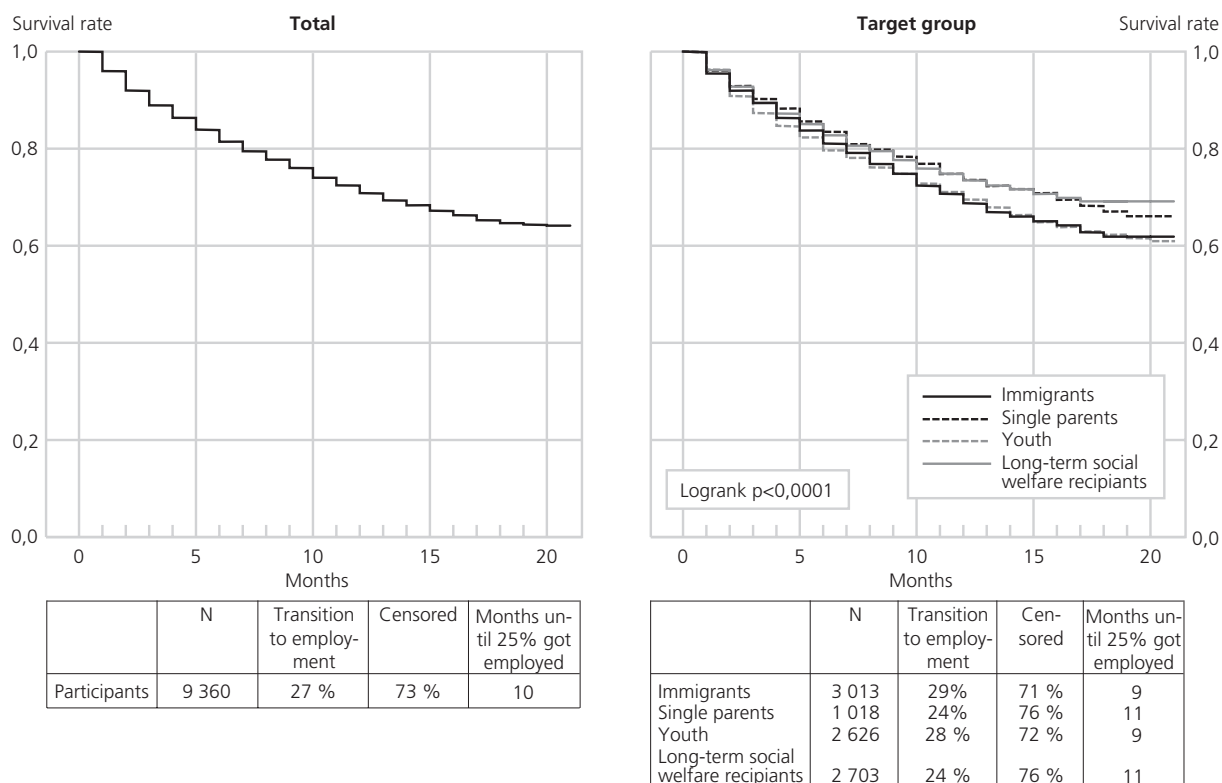 Survival rate
Total
1,0
0,8
0,6
0,4
0,2
0,0
0 5 10 15 20
Months
N Transition to employ-ment Censored Months un-til 25% got employed
Participants 9 360 27 % 73 % 10
Target group
Survival rate
1,0
0,8
0,6
0,4
0,2
0,0
Immigrants
Single parents
Youth
Long-term social
welfare recipiants
Logrank p<0,0001
0 5 10 15 20
Months
N Transition to employ-ment Cen-sored Months un-til 25% got employed
Immigrants 3 013 29% 71 % 9
Single parents 1 018 24% 76 % 11
Youth 2 626 28 % 72 % 9
Long-term social
welfare recipiants 2 703 24 % 76 % 11